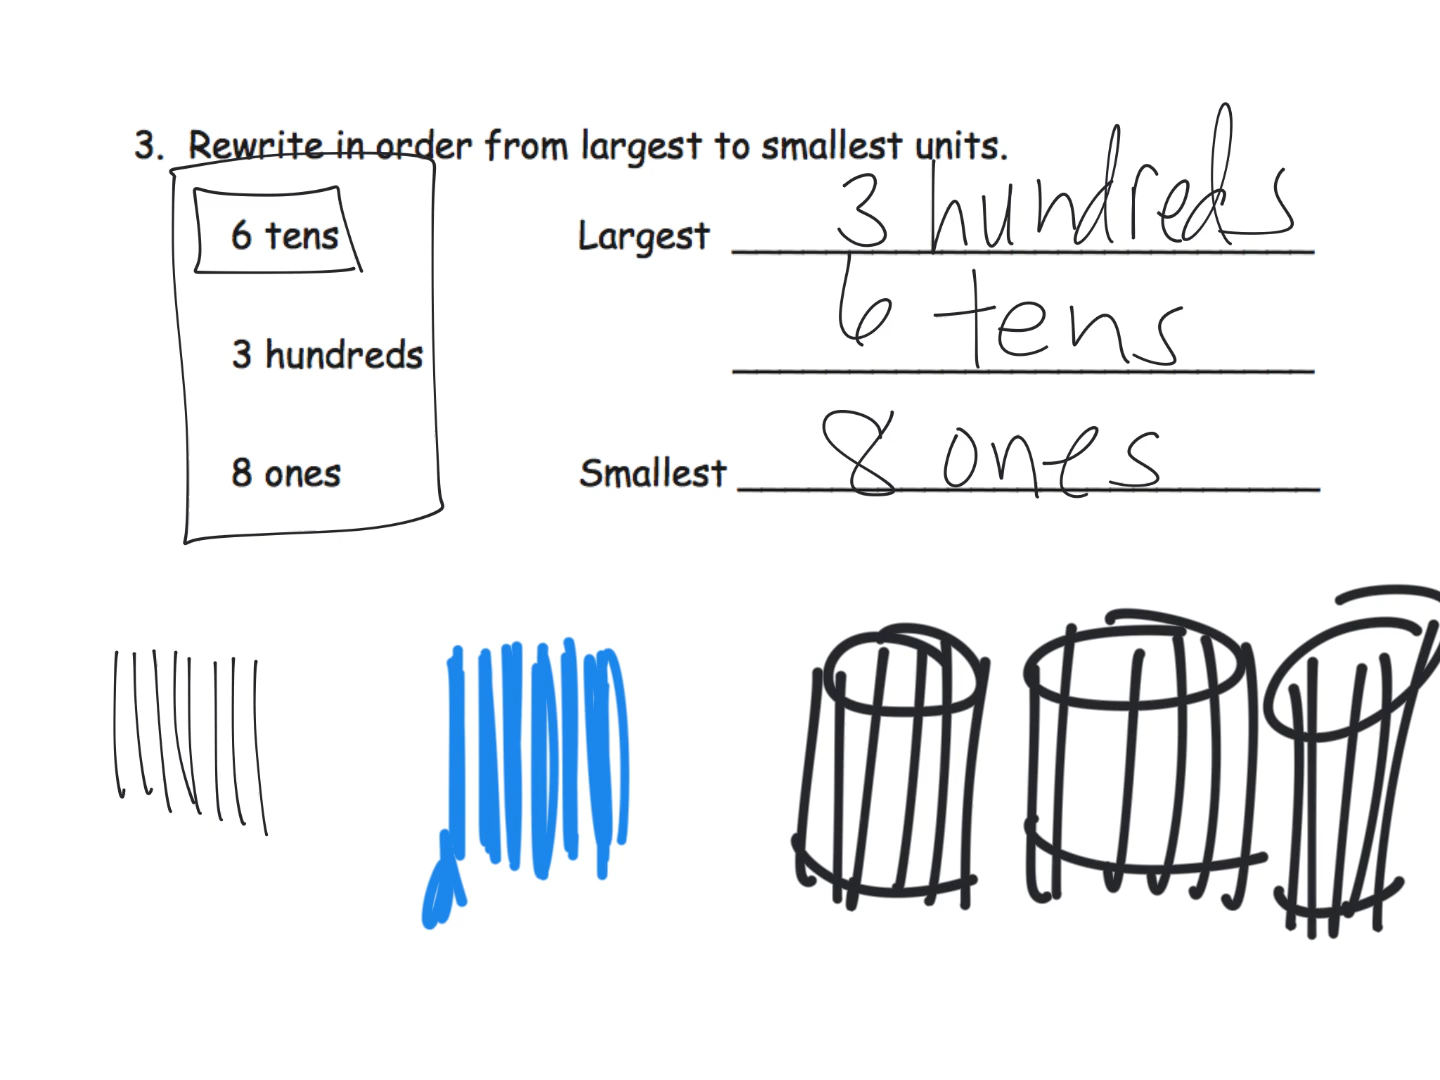 3. Rewrite in order from largest to smallest units.
6 tens
Largest 3 hundreds
3 hundreds
6 tens
8 ones
Smallest 8 ones